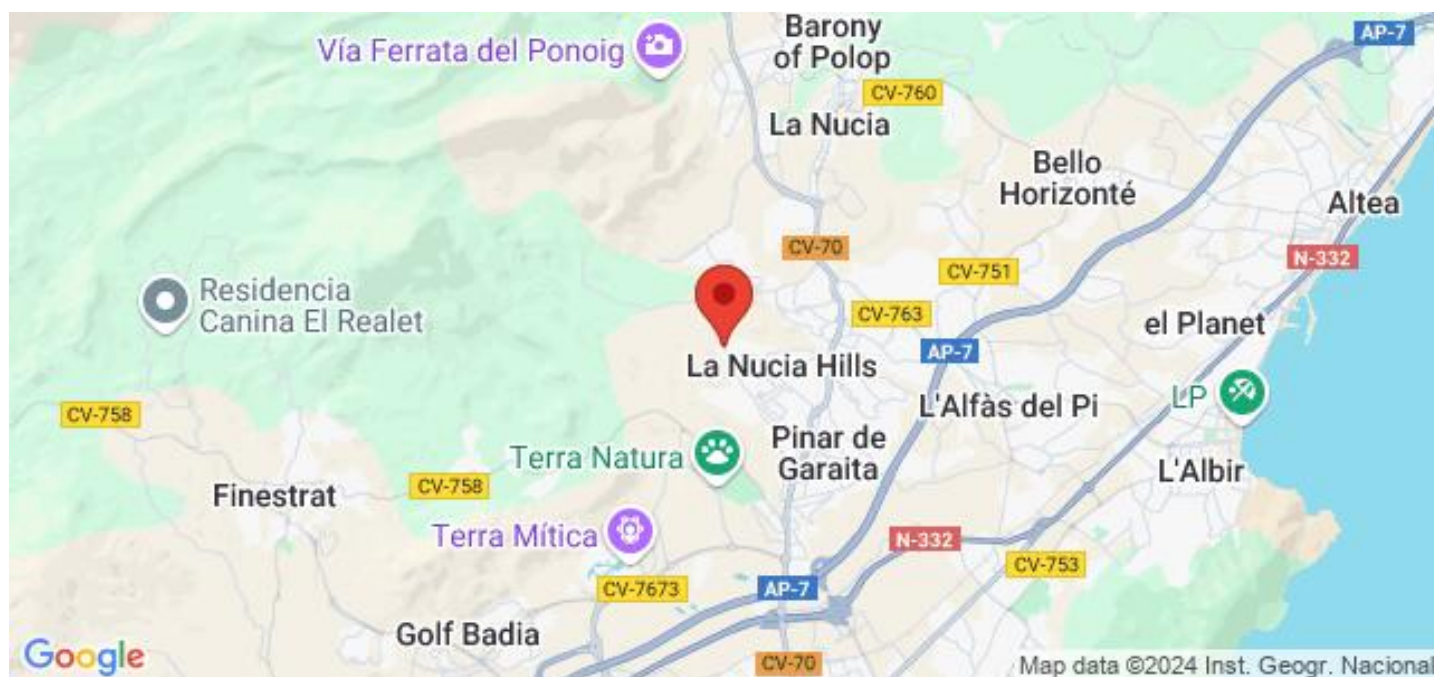 Barony
of Polop
AP-7
Vía Ferrata del Ponoig
CV-760
La Nucia
Bello
Horizonté
Altea
CV-70
N-332
CV-751
Residencia
Canina El Realet
CV-763
el Planet
AP-7
La Nucia Hills
LP
CV-758
L'Alfàs del Pi
Pinar de
Garaita
Terra Natura
L'Albir
CV-758
Finestrat
Terra Mítica
N-332
CV-753
CV-7673
AP-7
Golf Badia
Google
CV-70
Map data ©2024 Inst. Geogr. Nacional